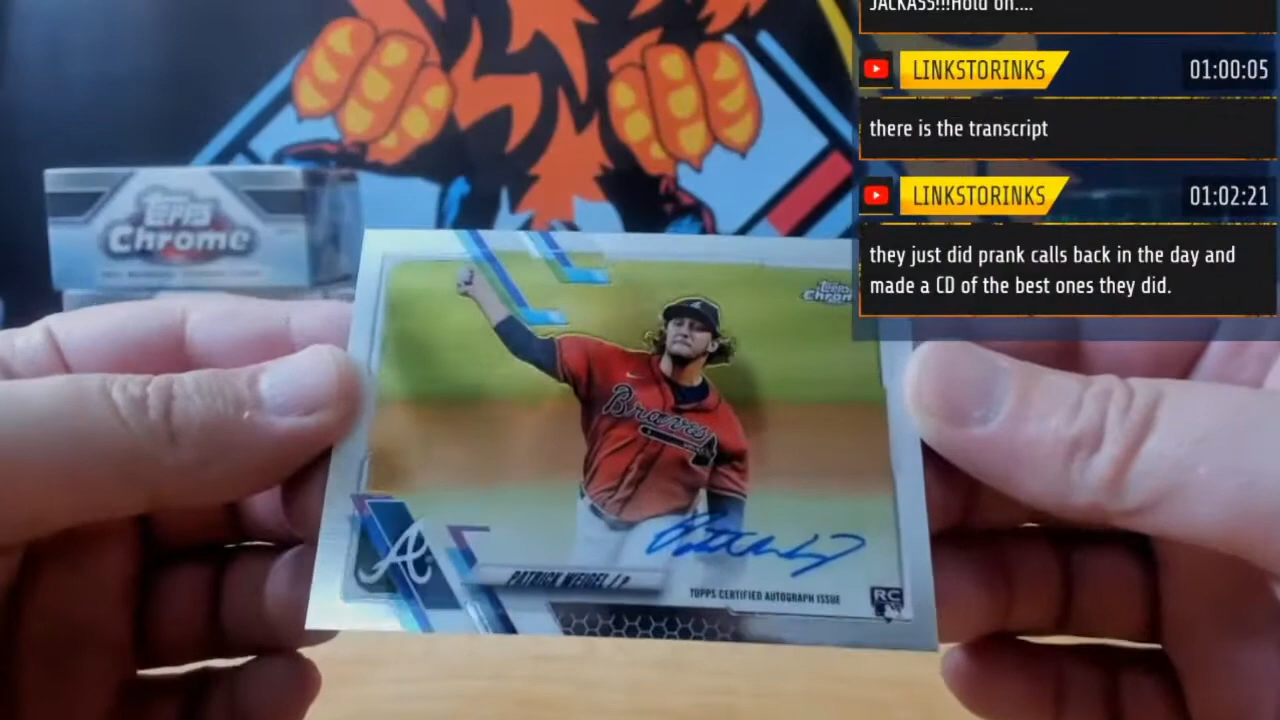 JACKASS!!!Hold on....
LINKSTORINKS 01:00:05
there is the transcript
LINKSTORINKS 01:02:21
they just did prank calls back in the day and
made a CD of the best ones they did.
Topps
Chrome
Topps
Chrom
Braves
A
PATRICK WEIGEL / P
TOPPS CERTIFIED AUTOGRAPH ISSUE
RC